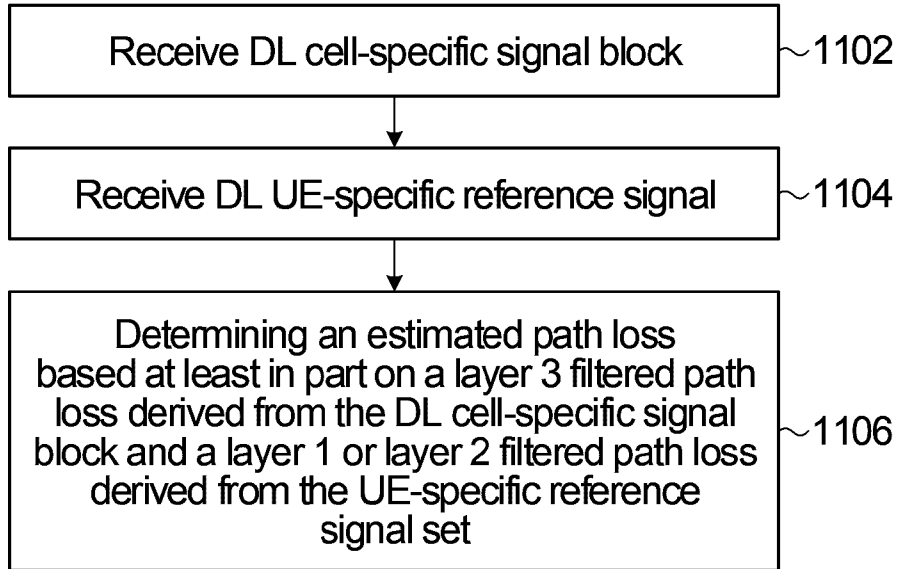 Receive DL cell-specific signal block
1102
Receive DL UE-specific reference signal
1104
Determining an estimated path loss
based at least in part on a layer 3 filtered path
loss derived from the DL cell-specific signal
block and a layer 1 or layer 2 filtered path loss
derived from the UE-specific reference
signal set
1106